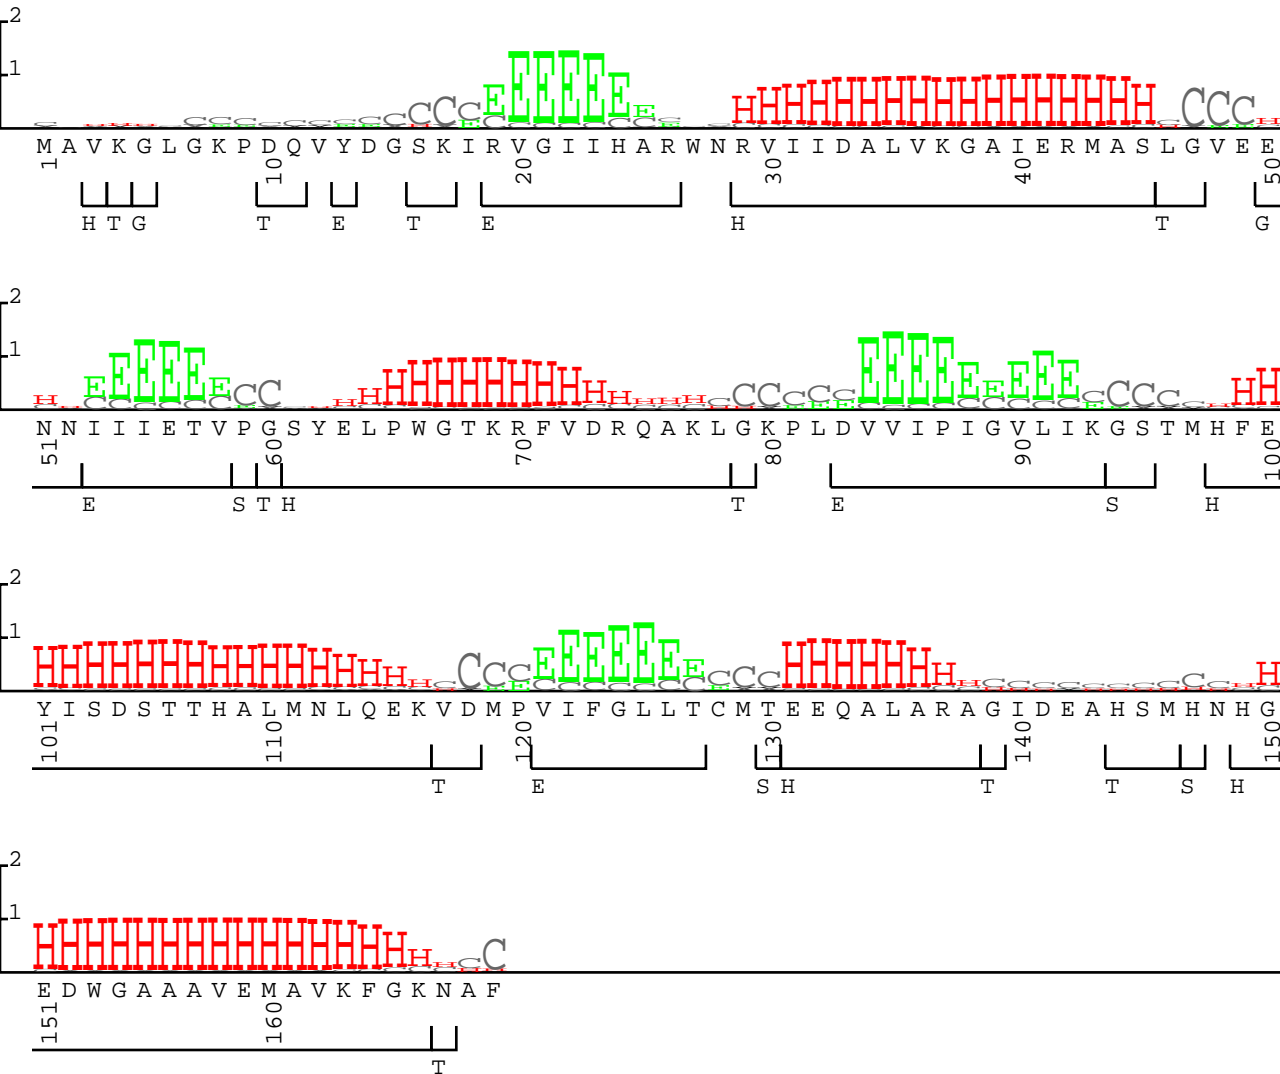 2
1
M A V K G L G K P D Q V Y D G S K I R V G I I H A R W N R V I I D A L V K G A I E R M A S L G V E E
1 10 20 30 40 50
H T G T E T E H T G
2
1
N N I I I E T V P G S Y E L P W G T K R F V D R Q A K L G K P L D V V I P I G V L I K G S T M H F E
51 60 70 80 90 100
E S T H T E S H
2
1
Y I S D S T T H A L M N L Q E K V D M P V I F G L L T C M T E E Q A L A R A G I D E A H S M H N H G
101 110 120 130 140 150
T E S H T T S H
2
1
E D W G A A A V E M A V K F G K N A F
151 160
T